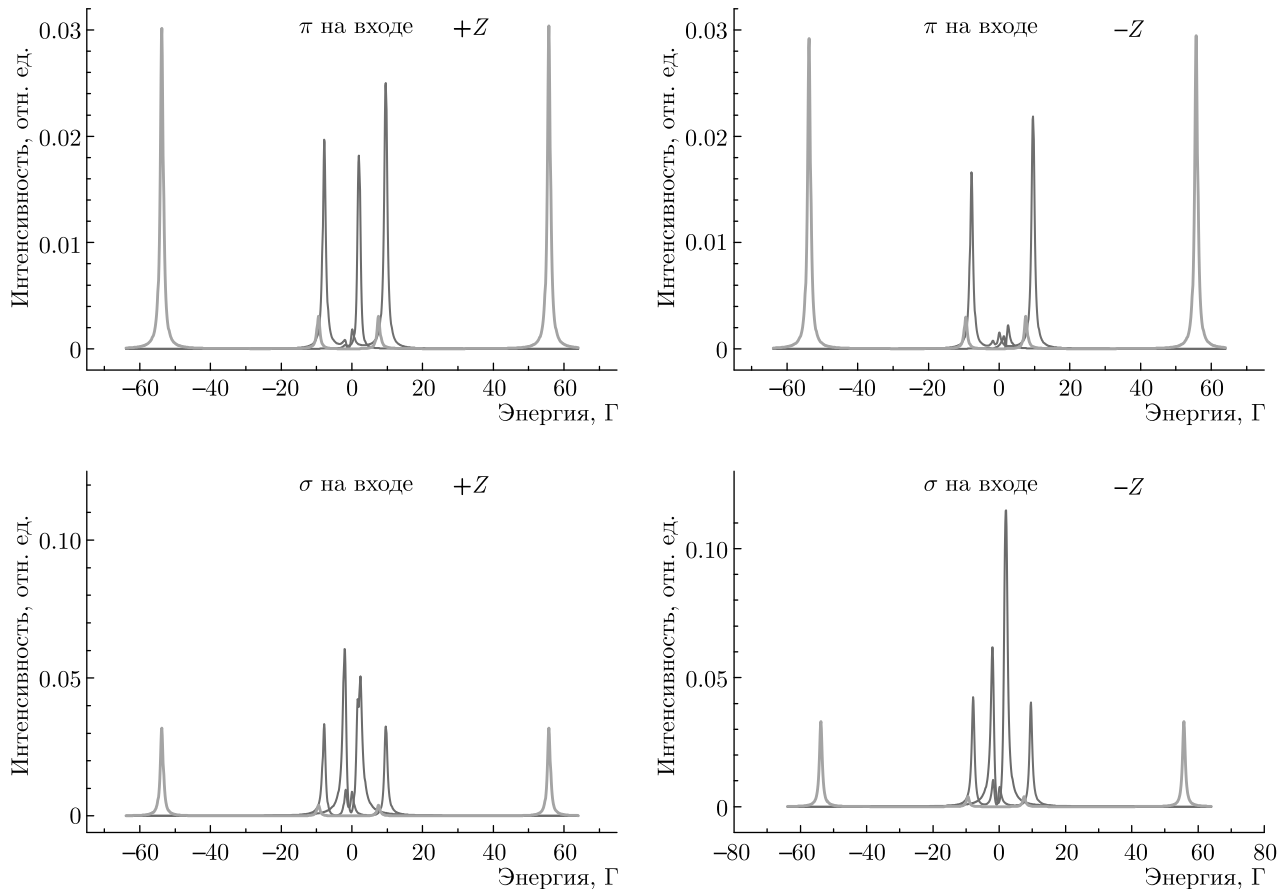 π на входе +Z
Интенсивность, отн. ед.
0.03
0.02
0.01
0
−60 −40 −20 0 20 40 60
Энергия, Г
π на входе −Z
Интенсивность, отн. ед.
0.03
0.02
0.01
0
−60 −40 −20 0 20 40 60
Энергия, Г
σ на входе +Z
Интенсивность, отн. ед.
0.10
0.05
0
−60 −40 −20 0 20 40 60
Энергия, Г
σ на входе −Z
Интенсивность, отн. ед.
0.10
0.05
0
−80 −60 −40 −20 0 20 40 60 80
Энергия, Г